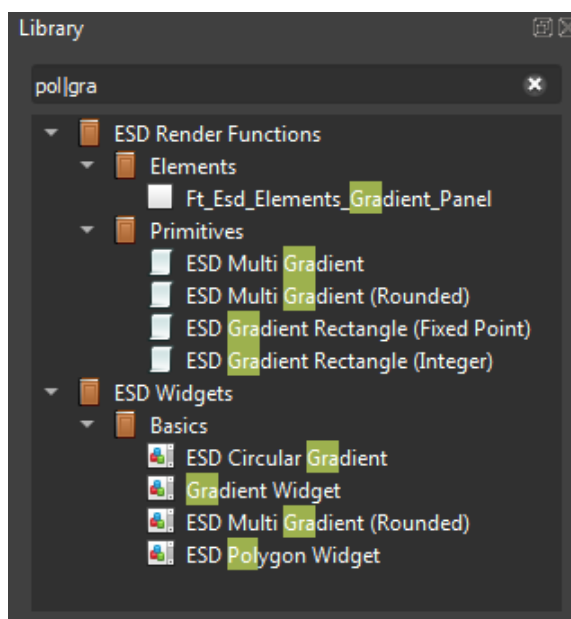 Library
pol|gra
ESD Render Functions
Elements
Ft_Esd_Elements_Gradient_Panel
Primitives
ESD Multi Gradient
ESD Multi Gradient (Rounded)
ESD Gradient Rectangle (Fixed Point)
ESD Gradient Rectangle (Integer)
ESD Widgets
Basics
ESD Circular Gradient
Gradient Widget
ESD Multi Gradient (Rounded)
ESD Polygon Widget